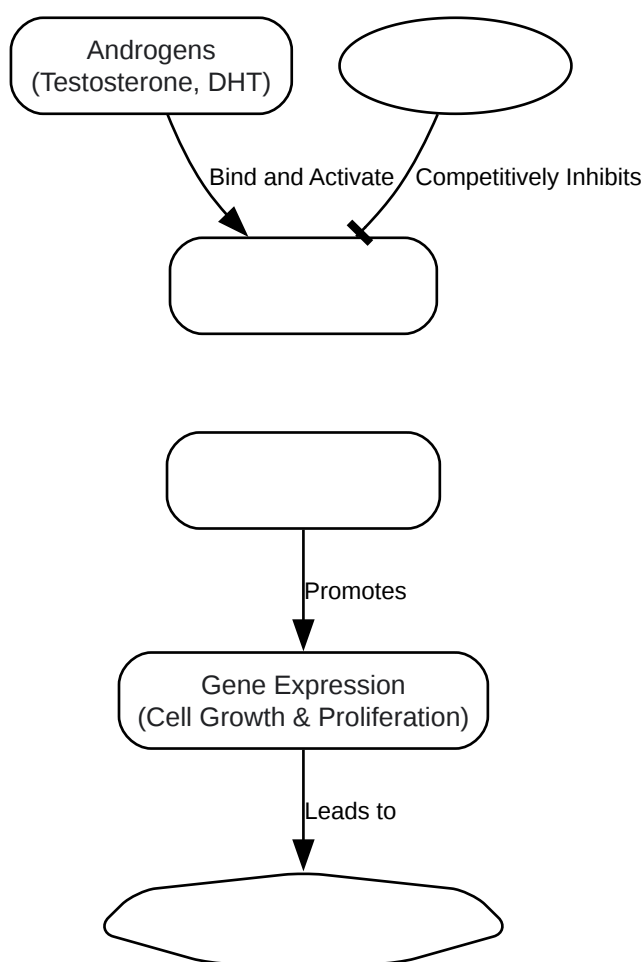 Androgens
(Testosterone, DHT)
Bind and Activate
Competitively Inhibits
Promotes
Gene Expression
(Cell Growth & Proliferation)
Leads to